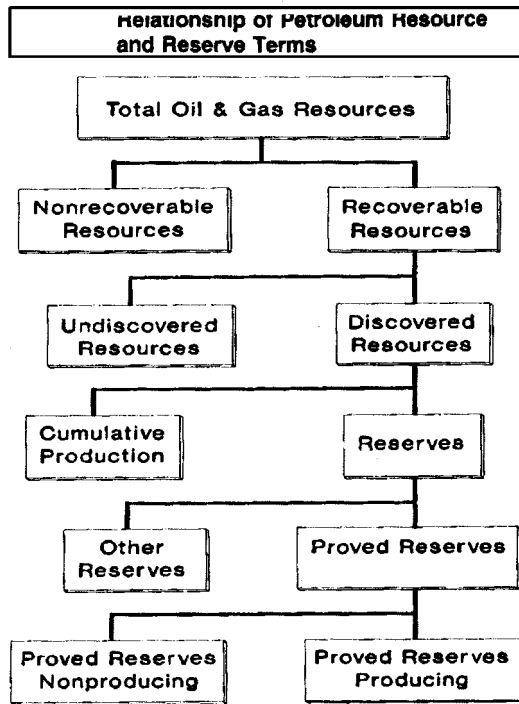 Relationship of Petroleum Resource
and Reserve Terms
Total Oil & Gas Resources
Nonrecoverable
Resources
Recoverable
Resources
Undiscovered
Resources
Discovered
Resources
Cumulative
Production
Reserves
Other
Reserves
Proved Reserves
Proved Reserves
Nonproducing
Proved Reserves
Producing